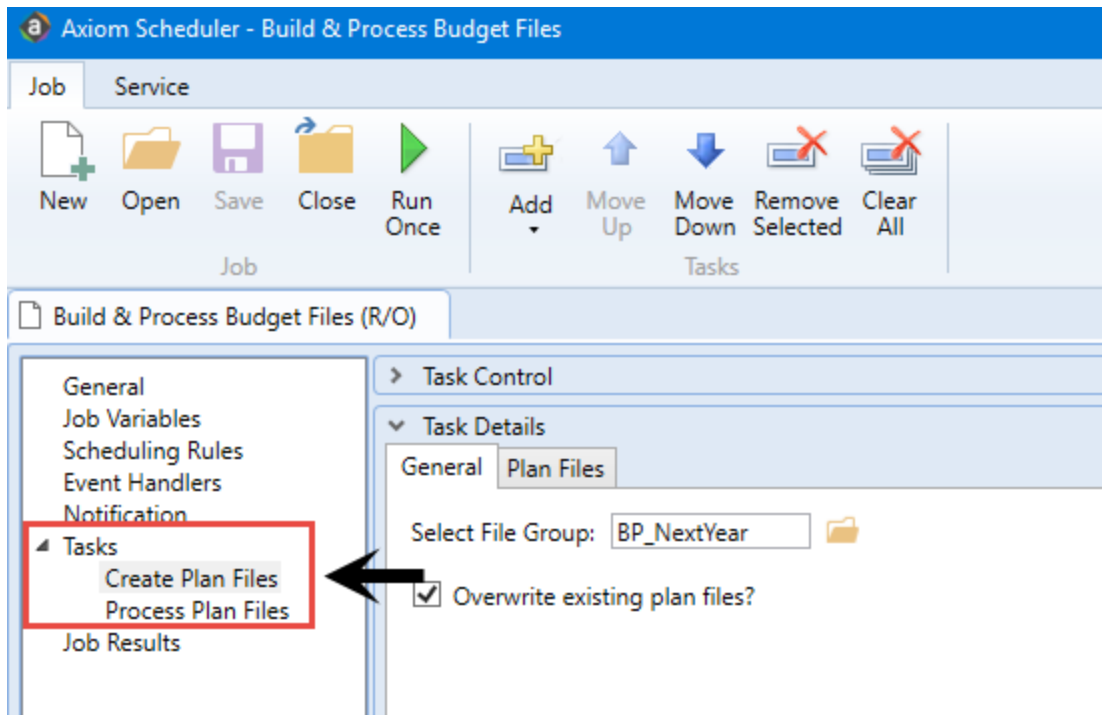 a Axiom Scheduler - Build & Process Budget Files
Job Service
New Open Save Close Run Once Add Move Up Move Down Remove Selected Clear All
Job Tasks
Build & Process Budget Files (R/O)
General
Job Variables
Scheduling Rules
Event Handlers
Notification
Tasks
Create Plan Files
Process Plan Files
Job Results
Task Control
Task Details
General Plan Files
Select File Group: BP_NextYear
Overwrite existing plan files?